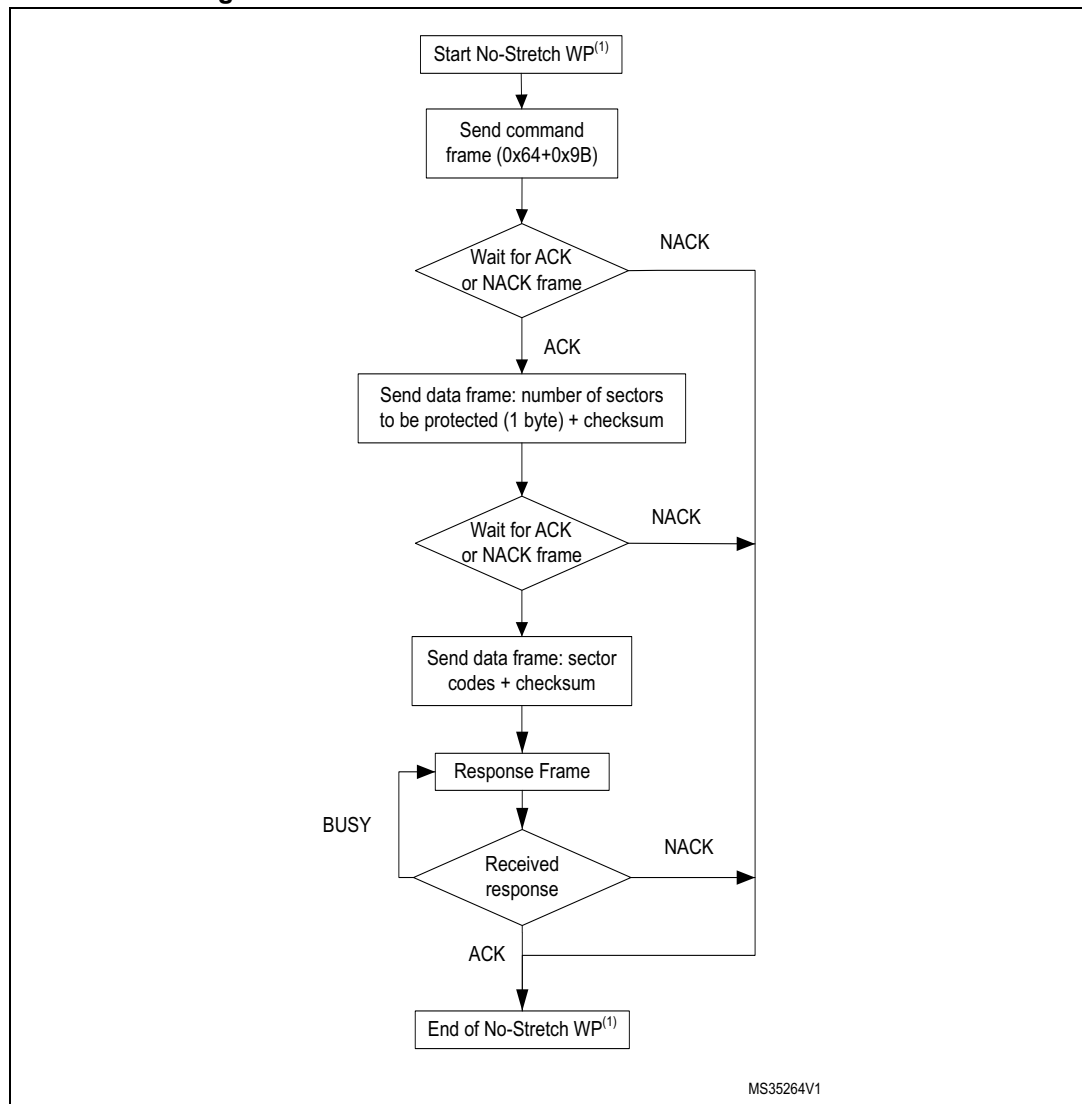 Start No-Stretch WP(1)
Send command
frame (0x64+0x9B)
NACK
Wait for ACK
or NACK frame
ACK
Send data frame: number of sectors
to be protected (1 byte) + checksum
NACK
Wait for ACK
or NACK frame
Send data frame: sector
codes + checksum
Response Frame
BUSY
NACK
Received
response
ACK
End of No-Stretch WP(1)
MS35264V1